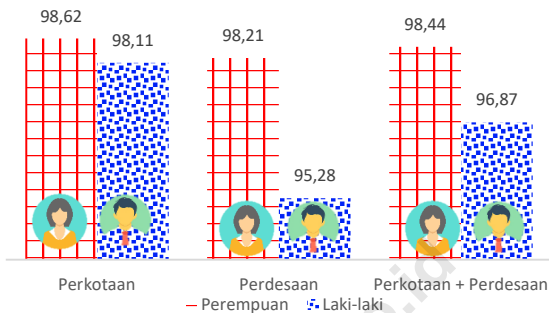 98,62
98,11
98,21
95,28
98,44
96,87
Perkotaan
Perdesaan
Perkotaan + Perdesaan
Perempuan
Laki-laki